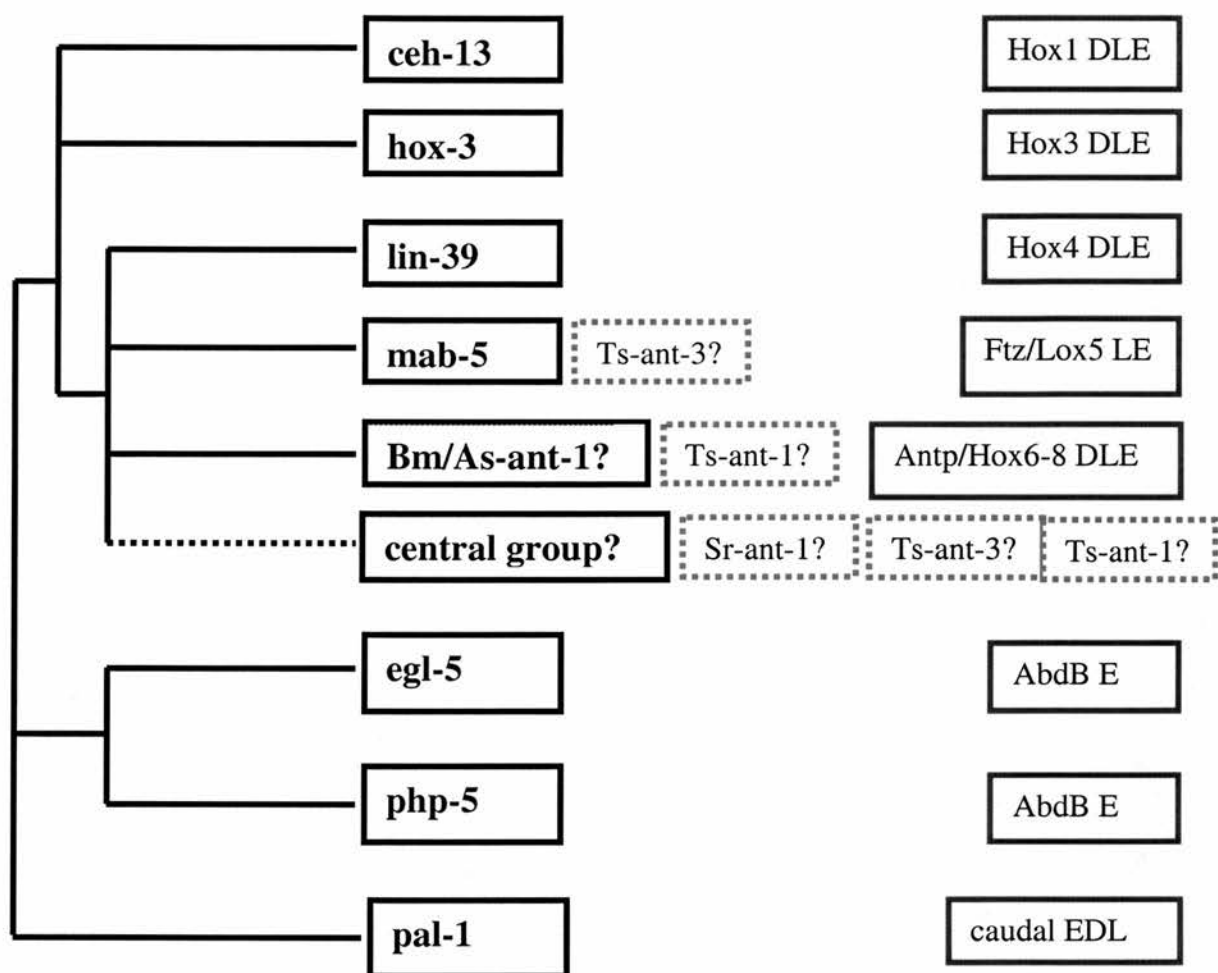 ceh-13 Hox1 DLE
hox-3 Hox3 DLE
lin-39 Hox4 DLE
mab-5 Ts-ant-3? Ftz/Lox5 LE
Bm/As-ant-1? Ts-ant-1? Antp/Hox6-8 DLE
central group? Sr-ant-1? Ts-ant-3? Ts-ant-1?
egl-5 AbdB E
php-5 AbdB E
pal-1 caudal EDL